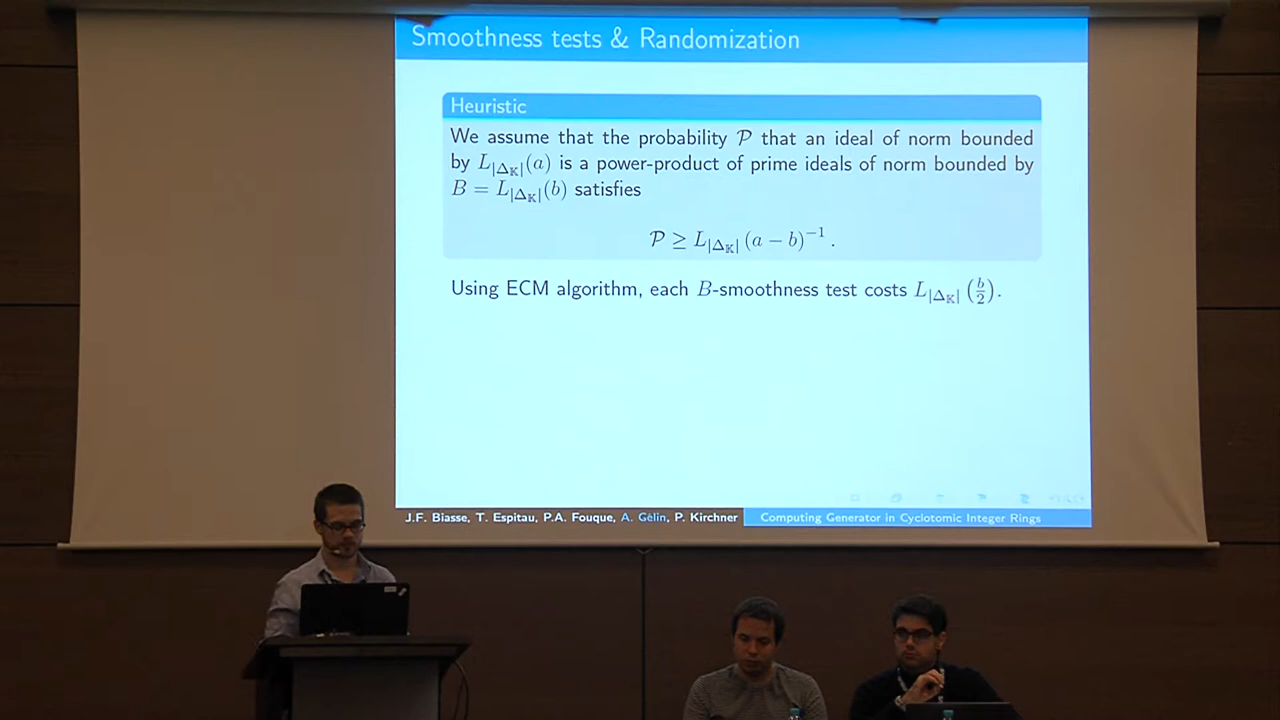 Smoothness tests & Randomization
Heuristic
We assume that the probability 𝒫 that an ideal of norm bounded
by L_{|Δ_𝕂|}(a) is a power-product of prime ideals of norm bounded by
B = L_{|Δ_𝕂|}(b) satisfies
𝒫 ≥ L_{|Δ_𝕂|} (a − b)^{−1} .
Using ECM algorithm, each B-smoothness test costs L_{|Δ_𝕂|} (b/2).
J.F. Biasse, T. Espitau, P.A. Fouque, A. Gélin, P. Kirchner
Computing Generator in Cyclotomic Integer Rings